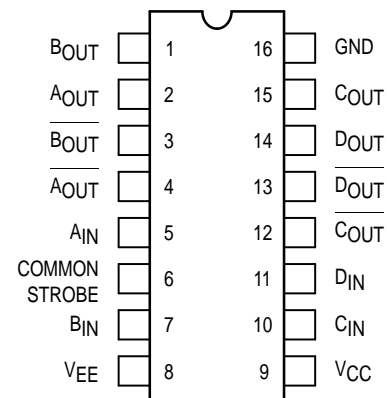 BOUT 1 16 GND
AOUT 2 15 COUT
BOUT 3 14 DOUT
AOUT 4 13 DOUT
AIN 5 12 COUT
COMMON STROBE 6 11 DIN
BIN 7 10 CIN
VEE 8 9 VCC